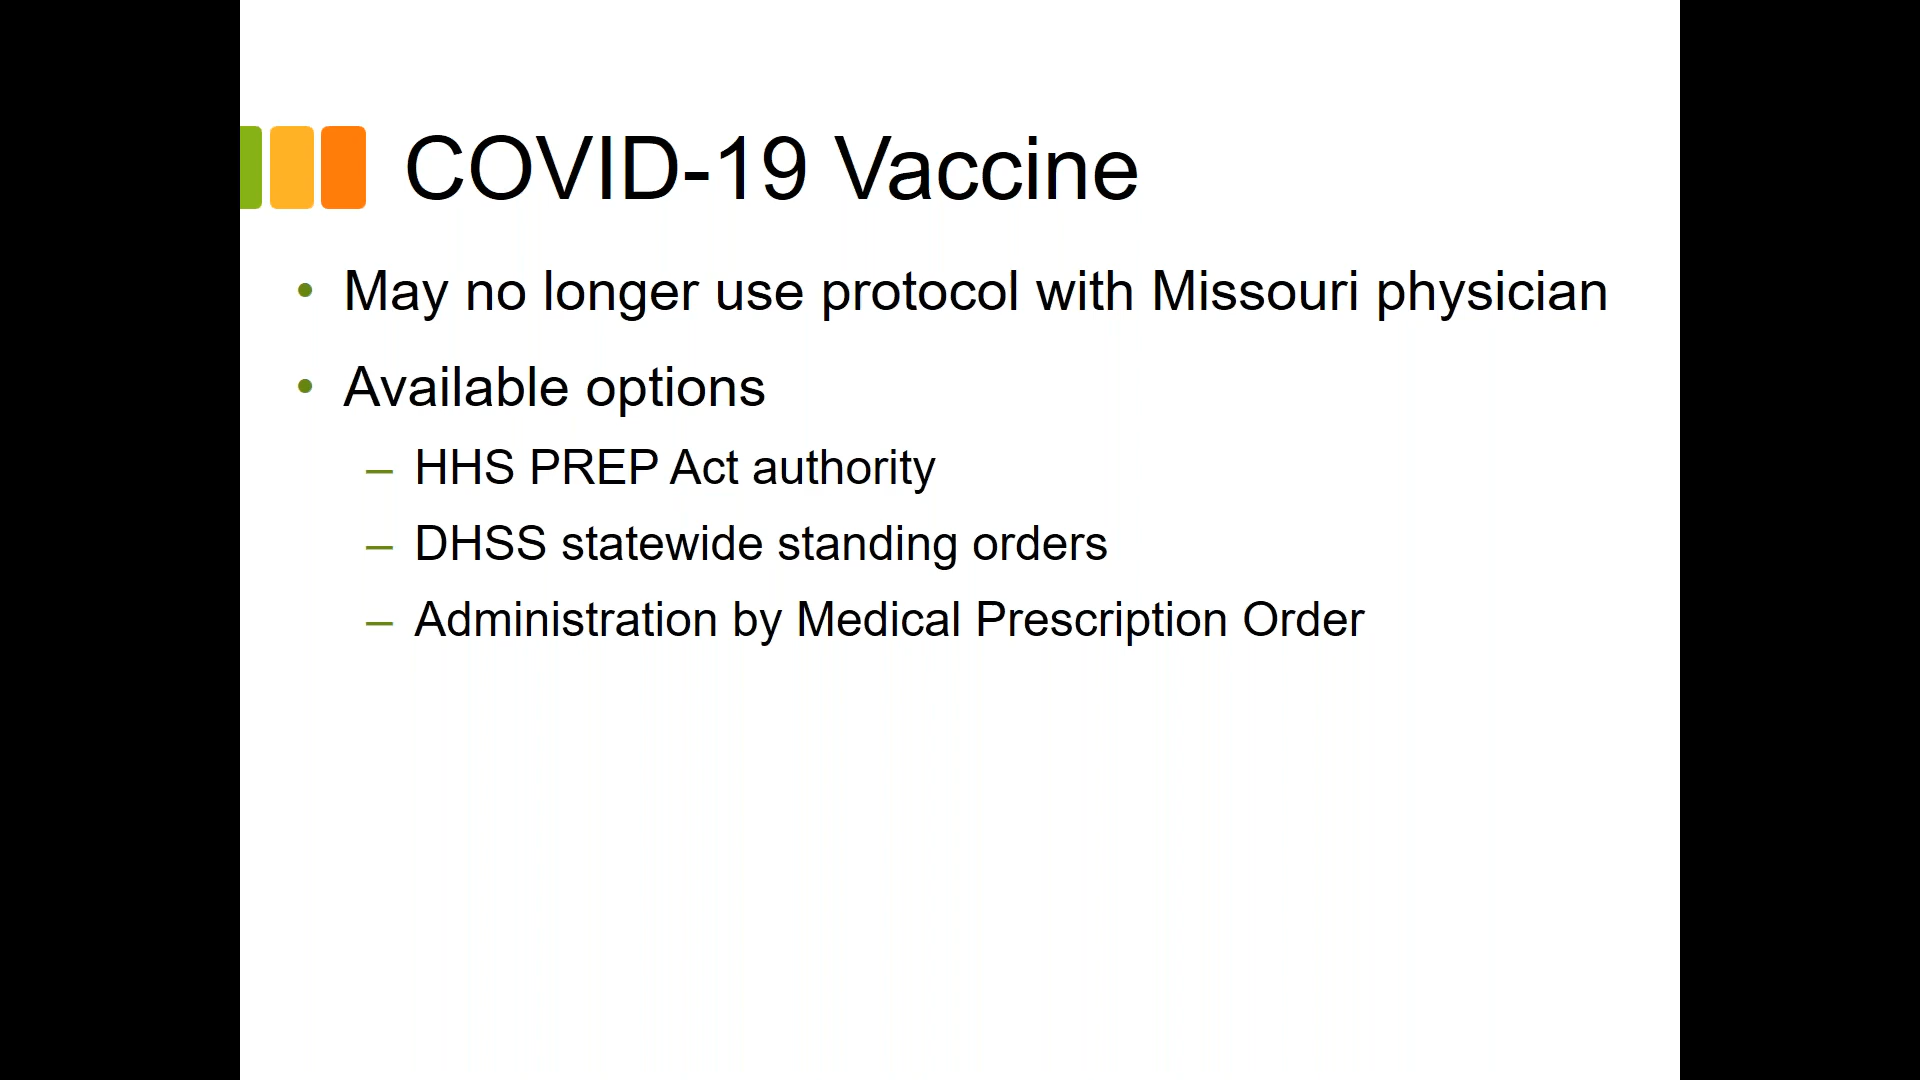 COVID-19 Vaccine
• May no longer use protocol with Missouri physician
• Available options
– HHS PREP Act authority
– DHSS statewide standing orders
– Administration by Medical Prescription Order